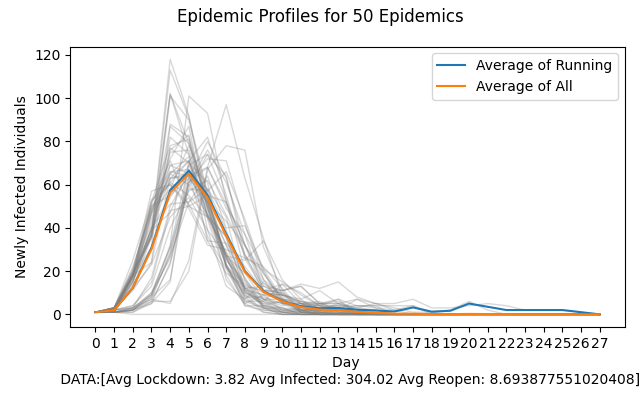 Epidemic Profiles for 50 Epidemics
120
100
80
60
40
20
0
Newly Infected Individuals
Average of Running
Average of All
0 1 2 3 4 5 6 7 8 9 10 11 12 13 14 15 16 17 18 19 20 21 22 23 24 25 26 27
Day
DATA:[Avg Lockdown: 3.82 Avg Infected: 304.02 Avg Reopen: 8.693877551020408]